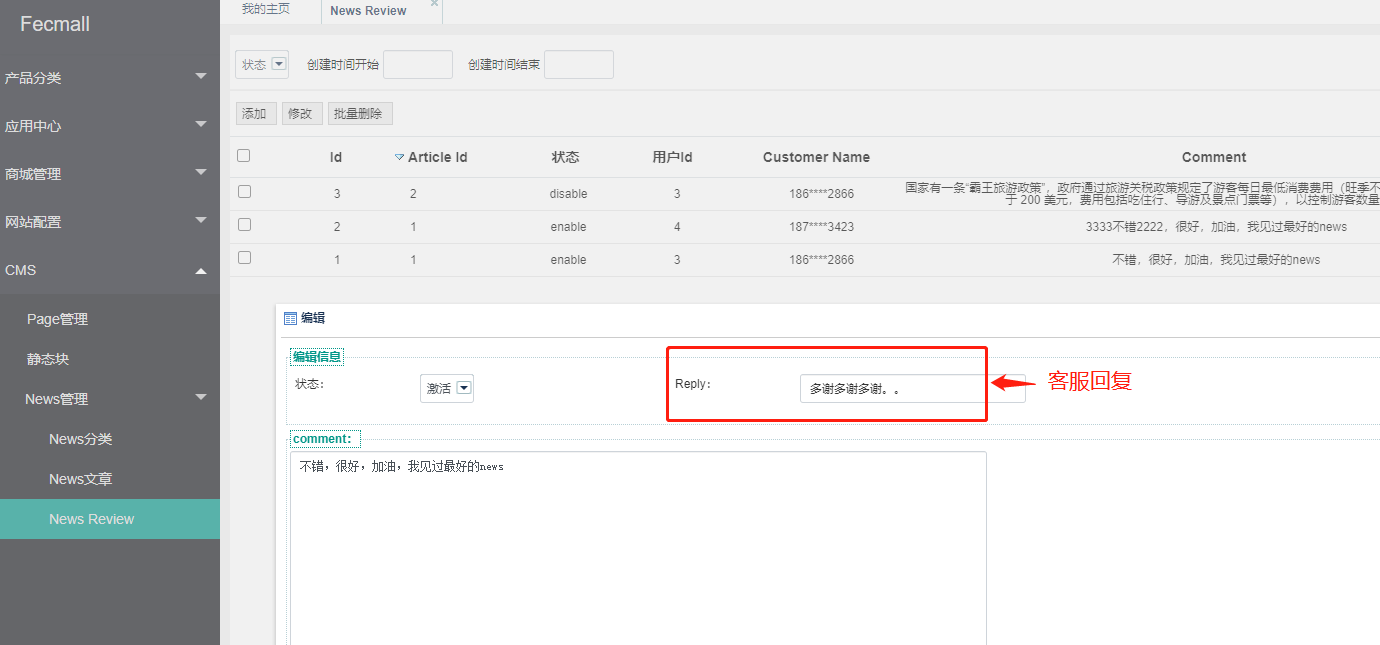 Fecmall
产品分类
应用中心
商城管理
网站配置
CMS
Page管理
静态块
News管理
News分类
News文章
News Review
我的主页 News Review
状态 创建时间开始 创建时间结束
添加 修改 批量删除
Id Article Id 状态 用户Id Customer Name Comment
3 2 disable 3 186****2866 国家有一条“霸王旅游政策”，政府通过旅游关税政策规定了游客每日最低消费费用（旺季不
于 200 美元，费用包括吃住行、导游及景点门票等），以控制游客数量
2 1 enable 4 187****3423 3333不错2222，很好，加油，我见过最好的news
1 1 enable 3 186****2866 不错，很好，加油，我见过最好的news
编辑
编辑信息
状态： 激活 Reply： 多谢多谢多谢。。 客服回复
comment：
不错，很好，加油，我见过最好的news